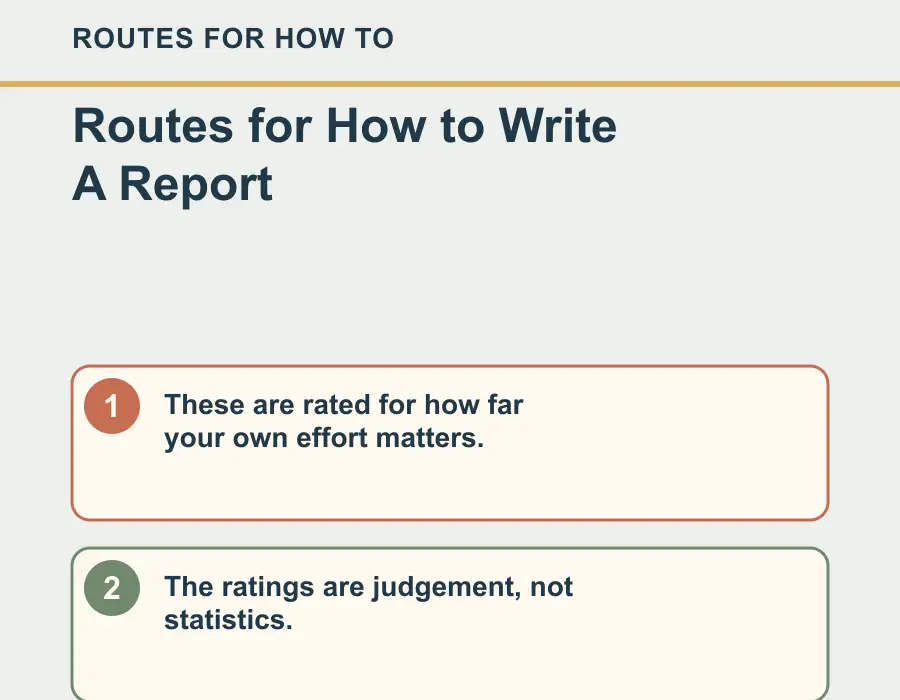 ROUTES FOR HOW TO
Routes for How to Write
A Report
1
These are rated for how far
your own effort matters.
2
The ratings are judgement, not
statistics.